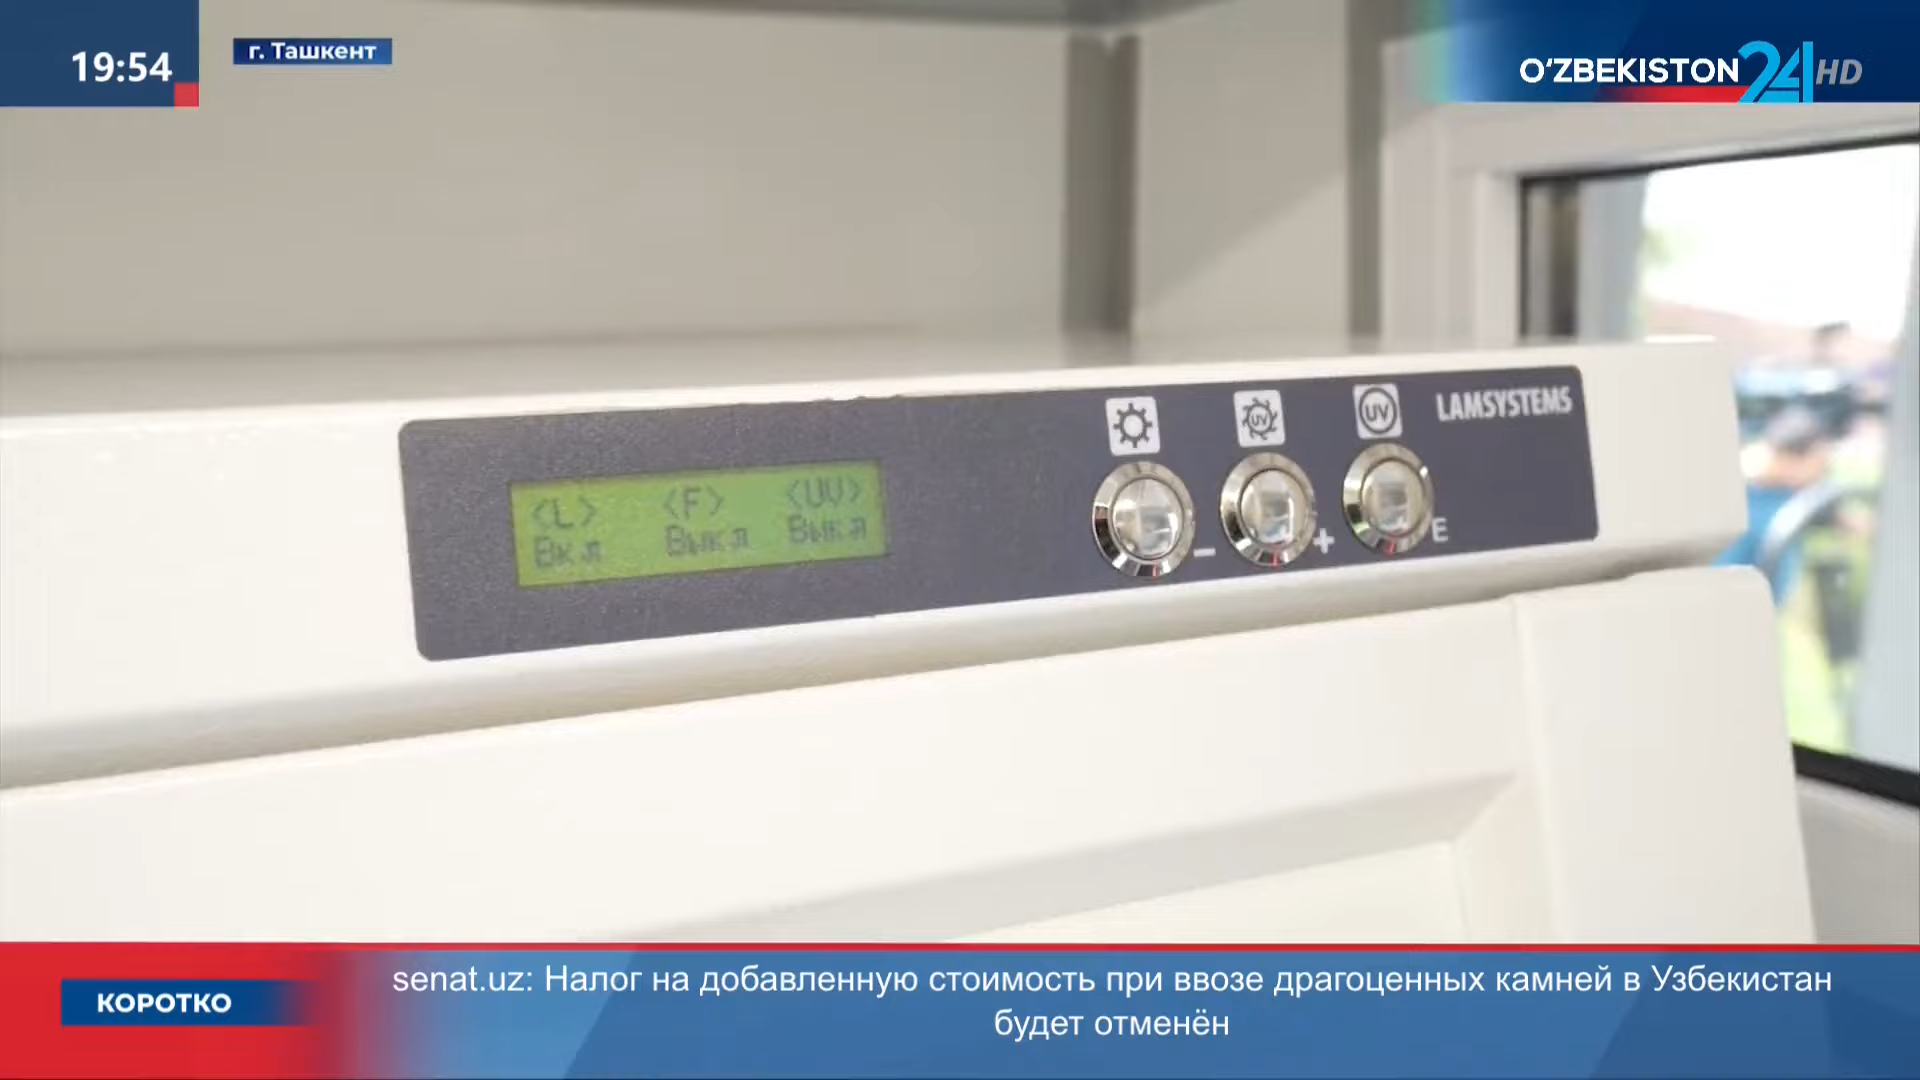 19:54
г. Ташкент
O‘ZBEKISTON 24 HD
LAMSYSTEMS
UV
UV
<L> <F> <UV>
Вкл Выкл Выкл
- + E
КОРОТКО
senat.uz: Налог на добавленную стоимость при ввозе драгоценных камней в Узбекистан
будет отменён